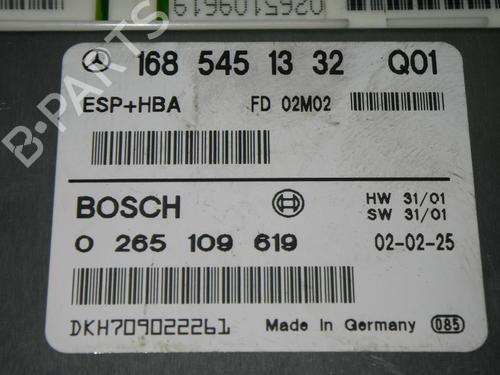 0265109619
168 545 13 32 Q01
ESP+HBA FD 02M02
BOSCH HW 31/01
SW 31/01
0 265 109 619 02-02-25
DKH709022261 Made in Germany 085
B-PARTS